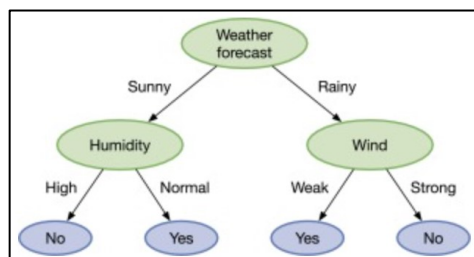 Weather
forecast
Sunny
Rainy
Humidity
Wind
High
Normal
Weak
Strong
No
Yes
Yes
No